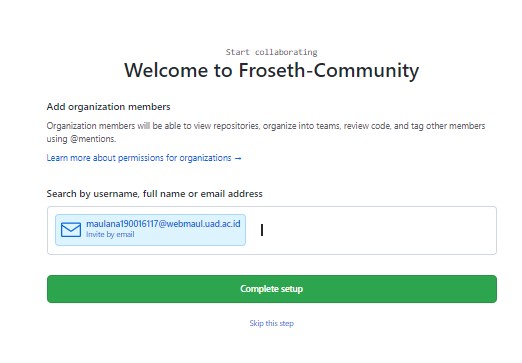 Start collaborating
Welcome to Froseth-Community
Add organization members
Organization members will be able to view repositories, organize into teams, review code, and tag other members
using @mentions.
Learn more about permissions for organizations →
Search by username, full name or email address
maulana190016117@webmaul.uad.ac.id
Invite by email
Complete setup
Skip this step